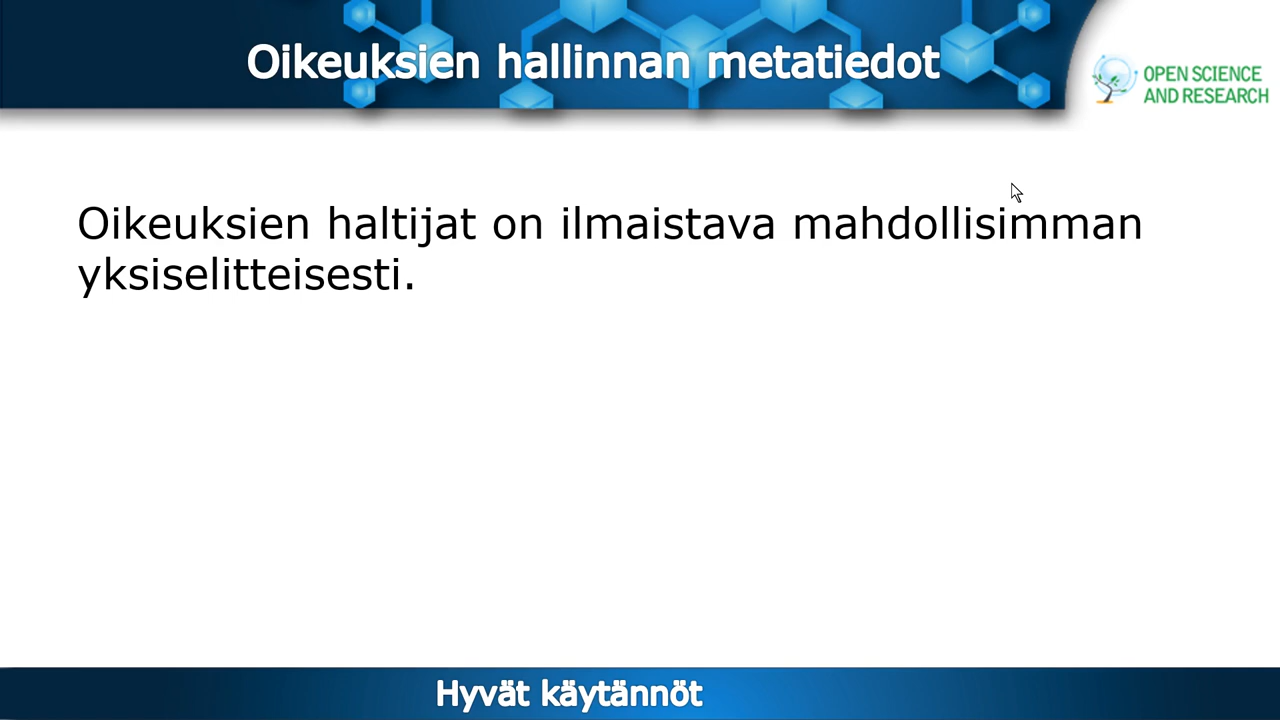 Oikeuksien hallinnan metatiedot
OPEN SCIENCE
AND RESEARCH
Oikeuksien haltijat on ilmaistava mahdollisimman
yksiselitteisesti.
Hyvät käytännöt